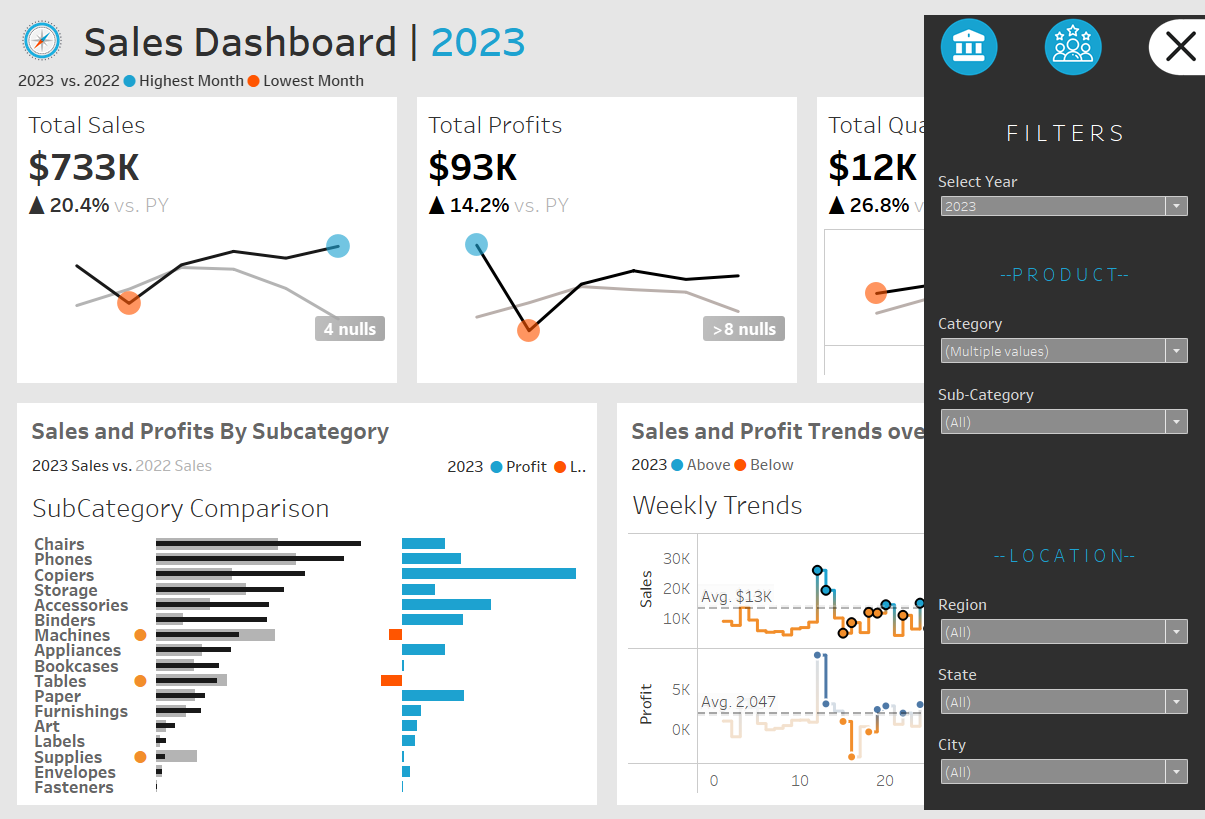 Sales Dashboard | 2023
2023 vs. 2022 Highest Month Lowest Month
Total Sales
$733K
▲ 20.4% vs. PY
4 nulls
Total Profits
$93K
▲ 14.2% vs. PY
>8 nulls
Total Qua
$12K
▲ 26.8% v
Sales and Profits By Subcategory
2023 Sales vs. 2022 Sales
2023 Profit L..
SubCategory Comparison
Chairs
Phones
Copiers
Storage
Accessories
Binders
Machines
Appliances
Bookcases
Tables
Paper
Furnishings
Art
Labels
Supplies
Envelopes
Fasteners
Sales and Profit Trends ove
2023 Above Below
Weekly Trends
Sales
30K
20K
10K
Avg. $13K
Profit
5K
0K
Avg. 2,047
0 10 20
FILTERS
Select Year
2023
--PRODUCT--
Category
(Multiple values)
Sub-Category
(All)
--LOCATION--
Region
(All)
State
(All)
City
(All)